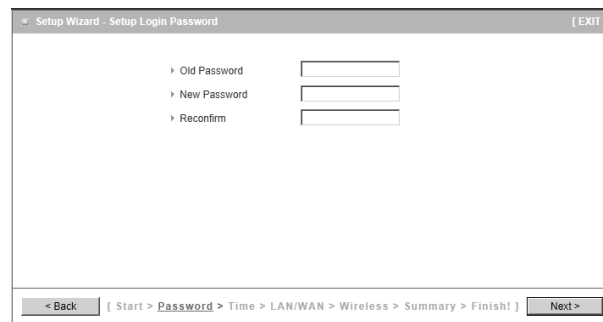 Setup Wizard - Setup Login Password [ EXIT
Old Password
New Password
Reconfirm
< Back [ Start > Password > Time > LAN/WAN > Wireless > Summary > Finish! ] Next >